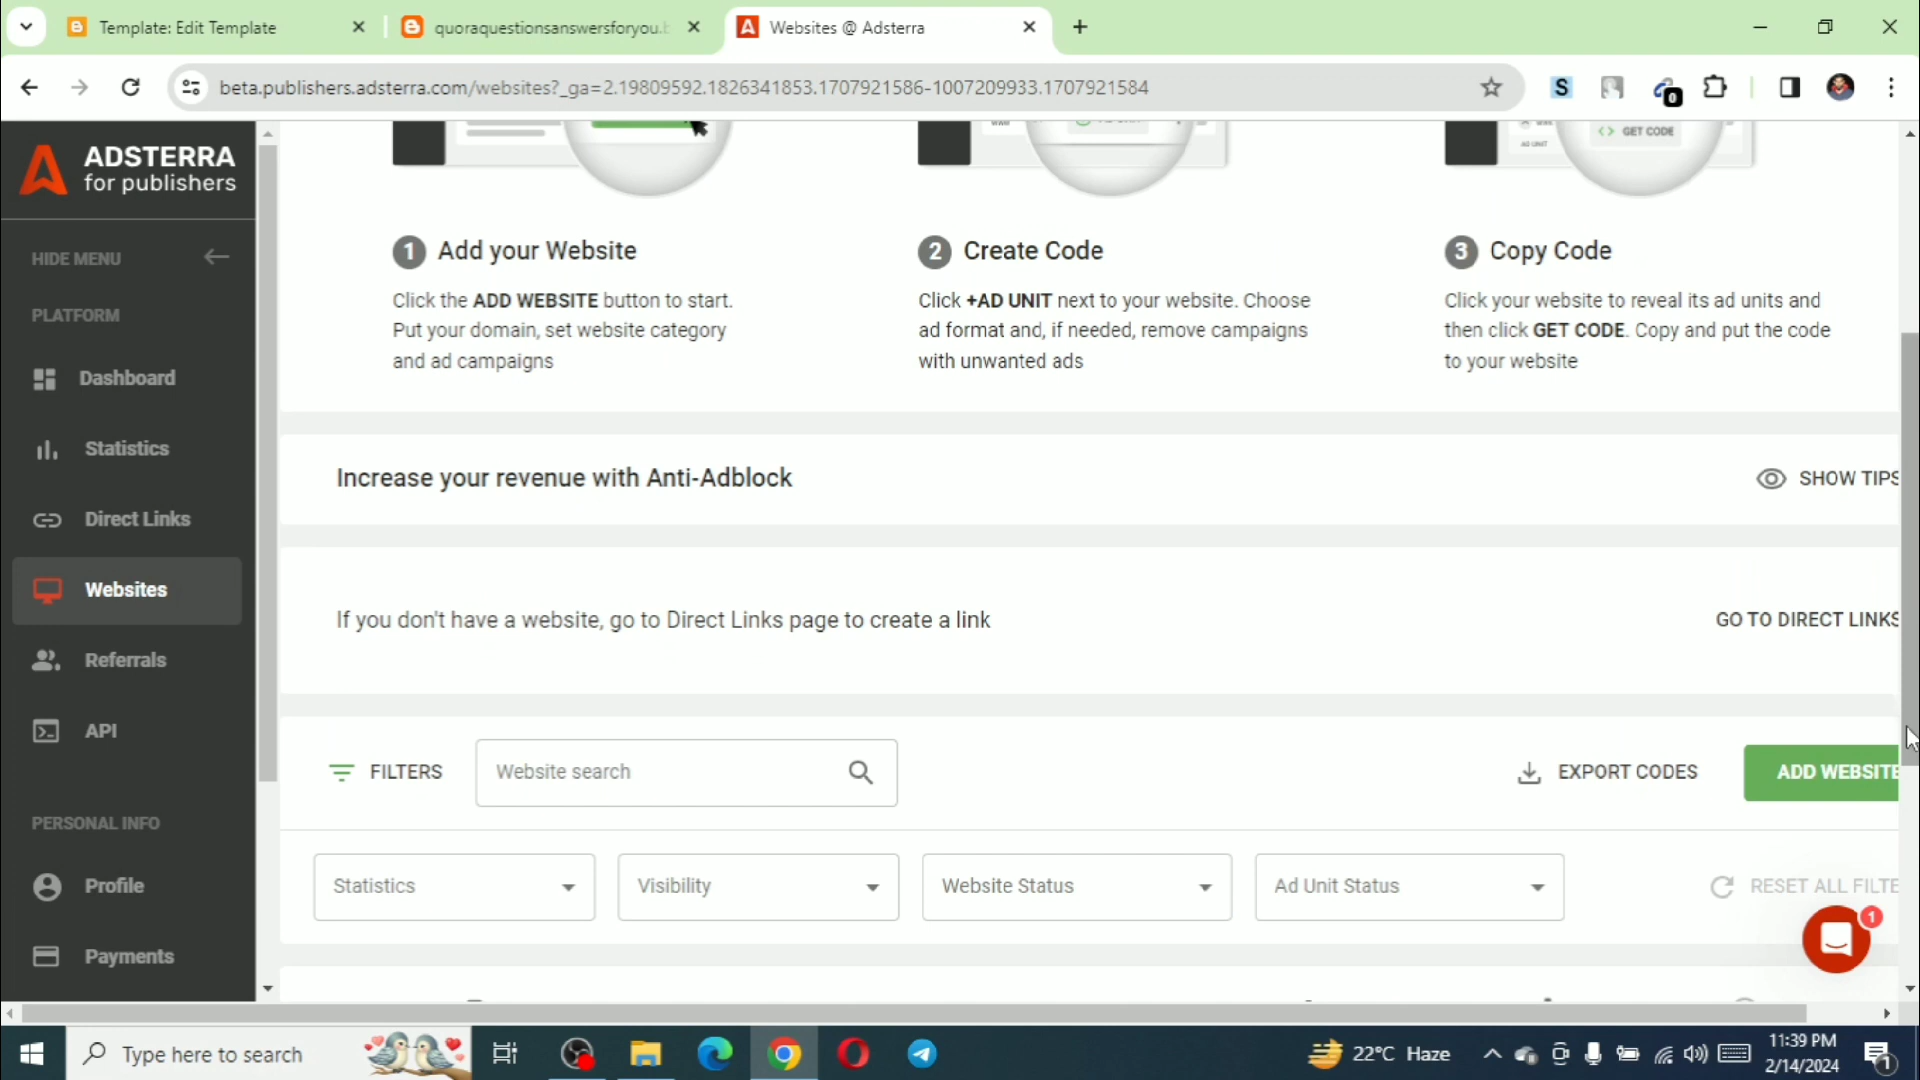 Template: Edit Template
quoraquestionsanswersforyou.
Websites @ Adsterra
beta.publishers.adsterra.com/websites?_ga=2.19809592.1826341853.1707921586-1007209933.1707921584
S
0
ADSTERRA
for publishers
HIDE MENU
PLATFORM
Dashboard
Statistics
Direct Links
Websites
Referrals
API
PERSONAL INFO
Profile
Payments
GET CODE
1 Add your Website
Click the ADD WEBSITE button to start.
Put your domain, set website category
and ad campaigns
2 Create Code
Click +AD UNIT next to your website. Choose
ad format and, if needed, remove campaigns
with unwanted ads
3 Copy Code
Click your website to reveal its ad units and
then click GET CODE. Copy and put the code
to your website
Increase your revenue with Anti-Adblock
SHOW TIPS
If you don't have a website, go to Direct Links page to create a link
GO TO DIRECT LINKS
FILTERS
Website search
EXPORT CODES
ADD WEBSITE
Statistics
Visibility
Website Status
Ad Unit Status
RESET ALL FILTE
1
Type here to search
22°C Haze
11:39 PM
2/14/2024
1